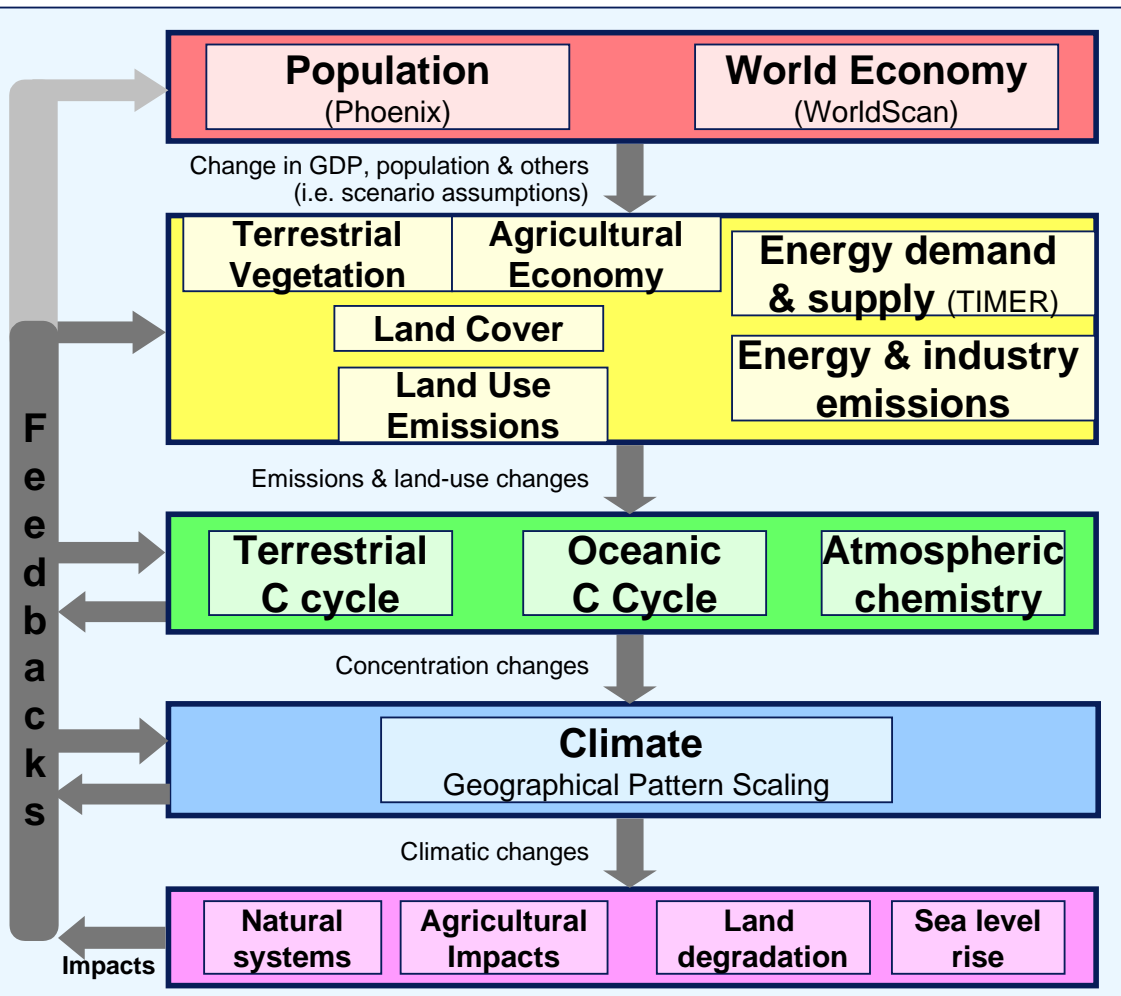 Population
(Phoenix)
World Economy
(WorldScan)
Change in GDP, population & others
(i.e. scenario assumptions)
Terrestrial
Vegetation
Agricultural
Economy
Energy demand
& supply (TIMER)
Land Cover
Energy & industry
emissions
Land Use
Emissions
Emissions & land-use changes
Terrestrial
C cycle
Oceanic
C Cycle
Atmospheric
chemistry
Concentration changes
Climate
Geographical Pattern Scaling
Climatic changes
Natural
systems
Agricultural
Impacts
Land
degradation
Sea level
rise
Impacts
Feedbacks